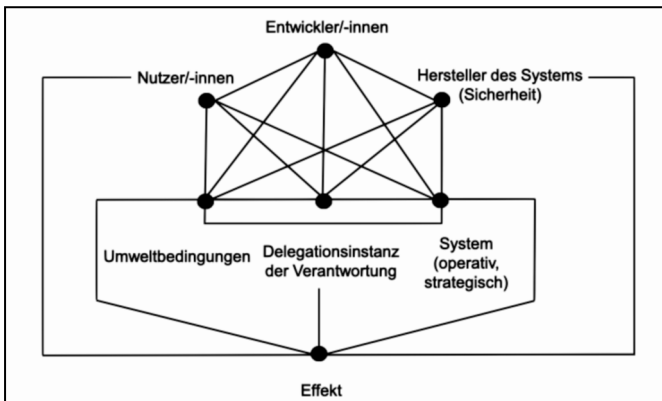 Entwickler/-innen
Nutzer/-innen
Hersteller des Systems
(Sicherheit)
Umweltbedingungen
Delegationsinstanz
der Verantwortung
System
(operativ,
strategisch)
Effekt